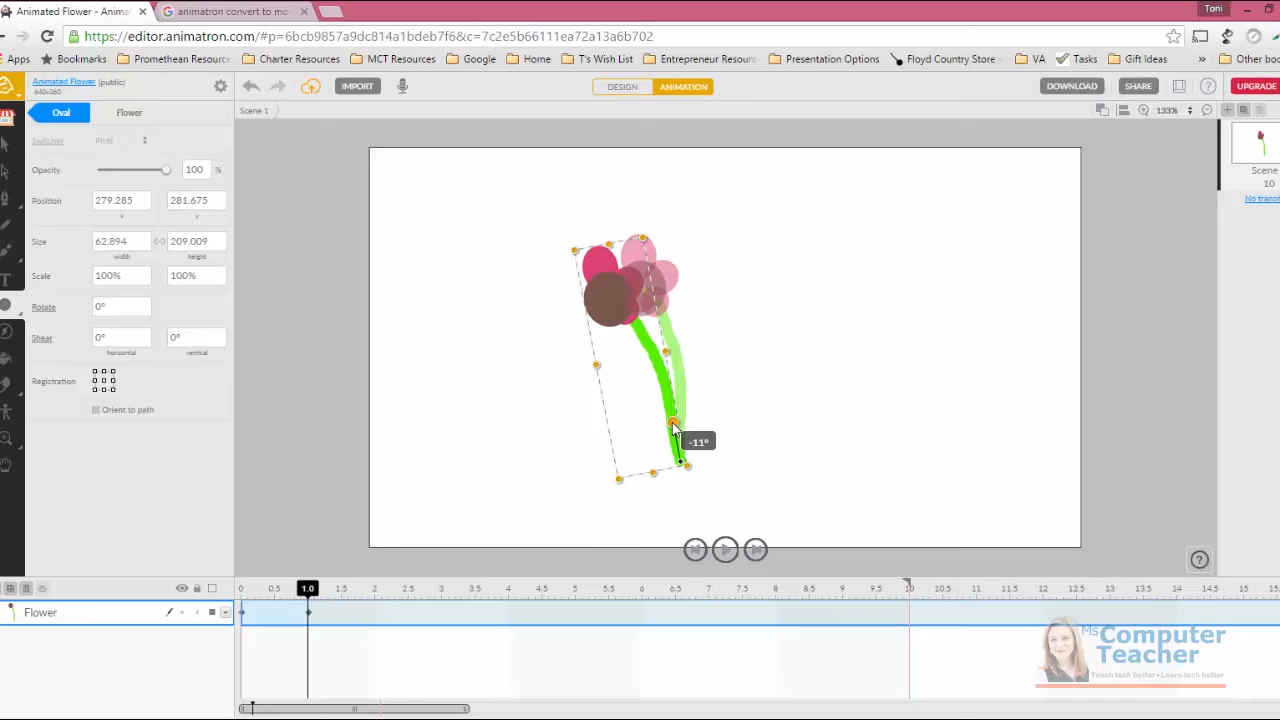 Animated Flower - Animat
animatron convert to mov
Toni
https://editor.animatron.com/#p=6bcb9857a9dc814a1bdeb7f6&c=7c2e5b66111ea72a13a6b702
Apps Bookmarks Promethean Resource Charter Resources MCT Resources Google Home T's Wish List Entrepreneur Resourc Presentation Options Floyd Country Store VA Tasks Gift Ideas » Other boo
Animated Flower (public)
640x360
IMPORT
DESIGN ANIMATION
DOWNLOAD SHARE ? UPGRADE
Oval Flower
Scene 1
133%
Opacity 100 %
Position 279.285 281.675
x y
Size 62.894 209.009
width height
Scale 100% 100%
Rotate 0°
Shear 0° 0°
horizontal vertical
Registration
Orient to path
Scene
10
No transit
-11°
?
0 0.5 1.0 1.5 2 2.5 3 3.5 4 4.5 5 5.5 6 6.5 7 7.5 8 8.5 9 9.5 10 10.5 11 11.5 12 12.5 13 13.5 14 14.5 15
Flower
Ms Computer
Teacher
Teach tech better • Learn tech better